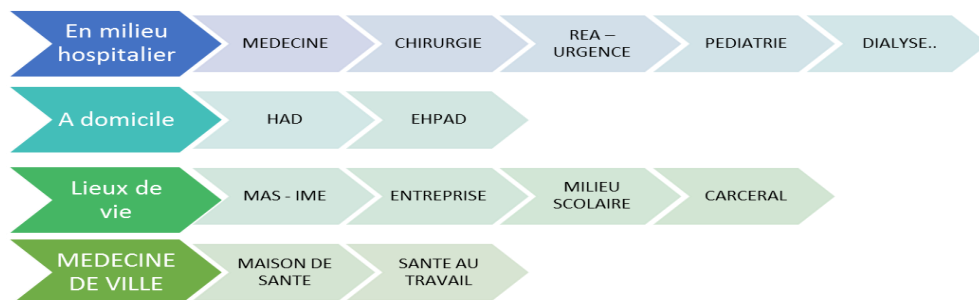 En milieu
hospitalier
MEDECINE
CHIRURGIE
REA –
URGENCE
PEDIATRIE
DIALYSE..
A domicile
HAD
EHPAD
Lieux de
vie
MAS - IME
ENTREPRISE
MILIEU
SCOLAIRE
CARCERAL
MEDECINE
DE VILLE
MAISON DE
SANTE
SANTE AU
TRAVAIL